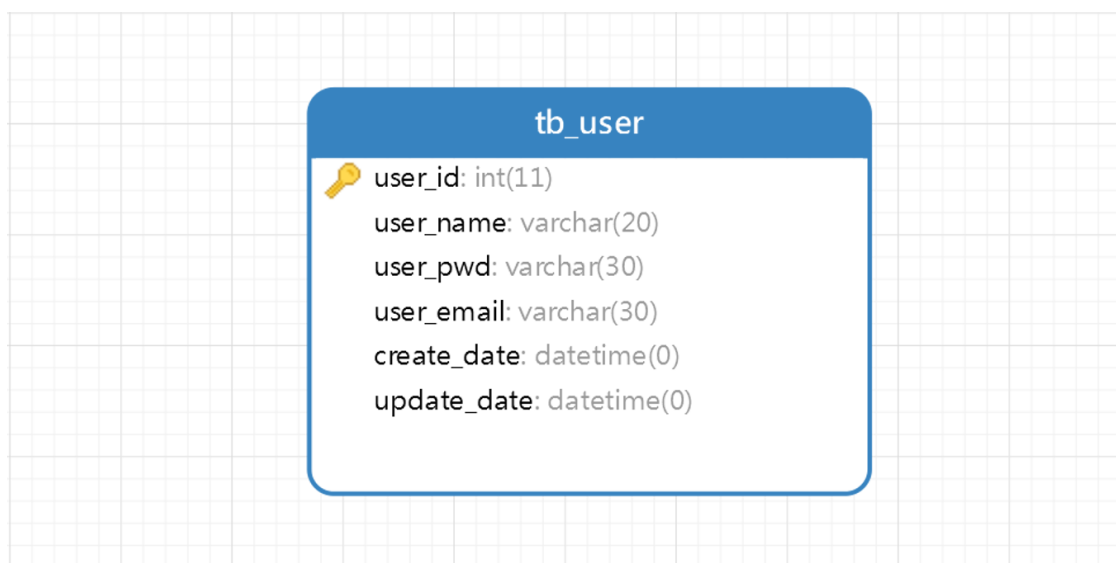 tb_user
user_id: int(11)
user_name: varchar(20)
user_pwd: varchar(30)
user_email: varchar(30)
create_date: datetime(0)
update_date: datetime(0)